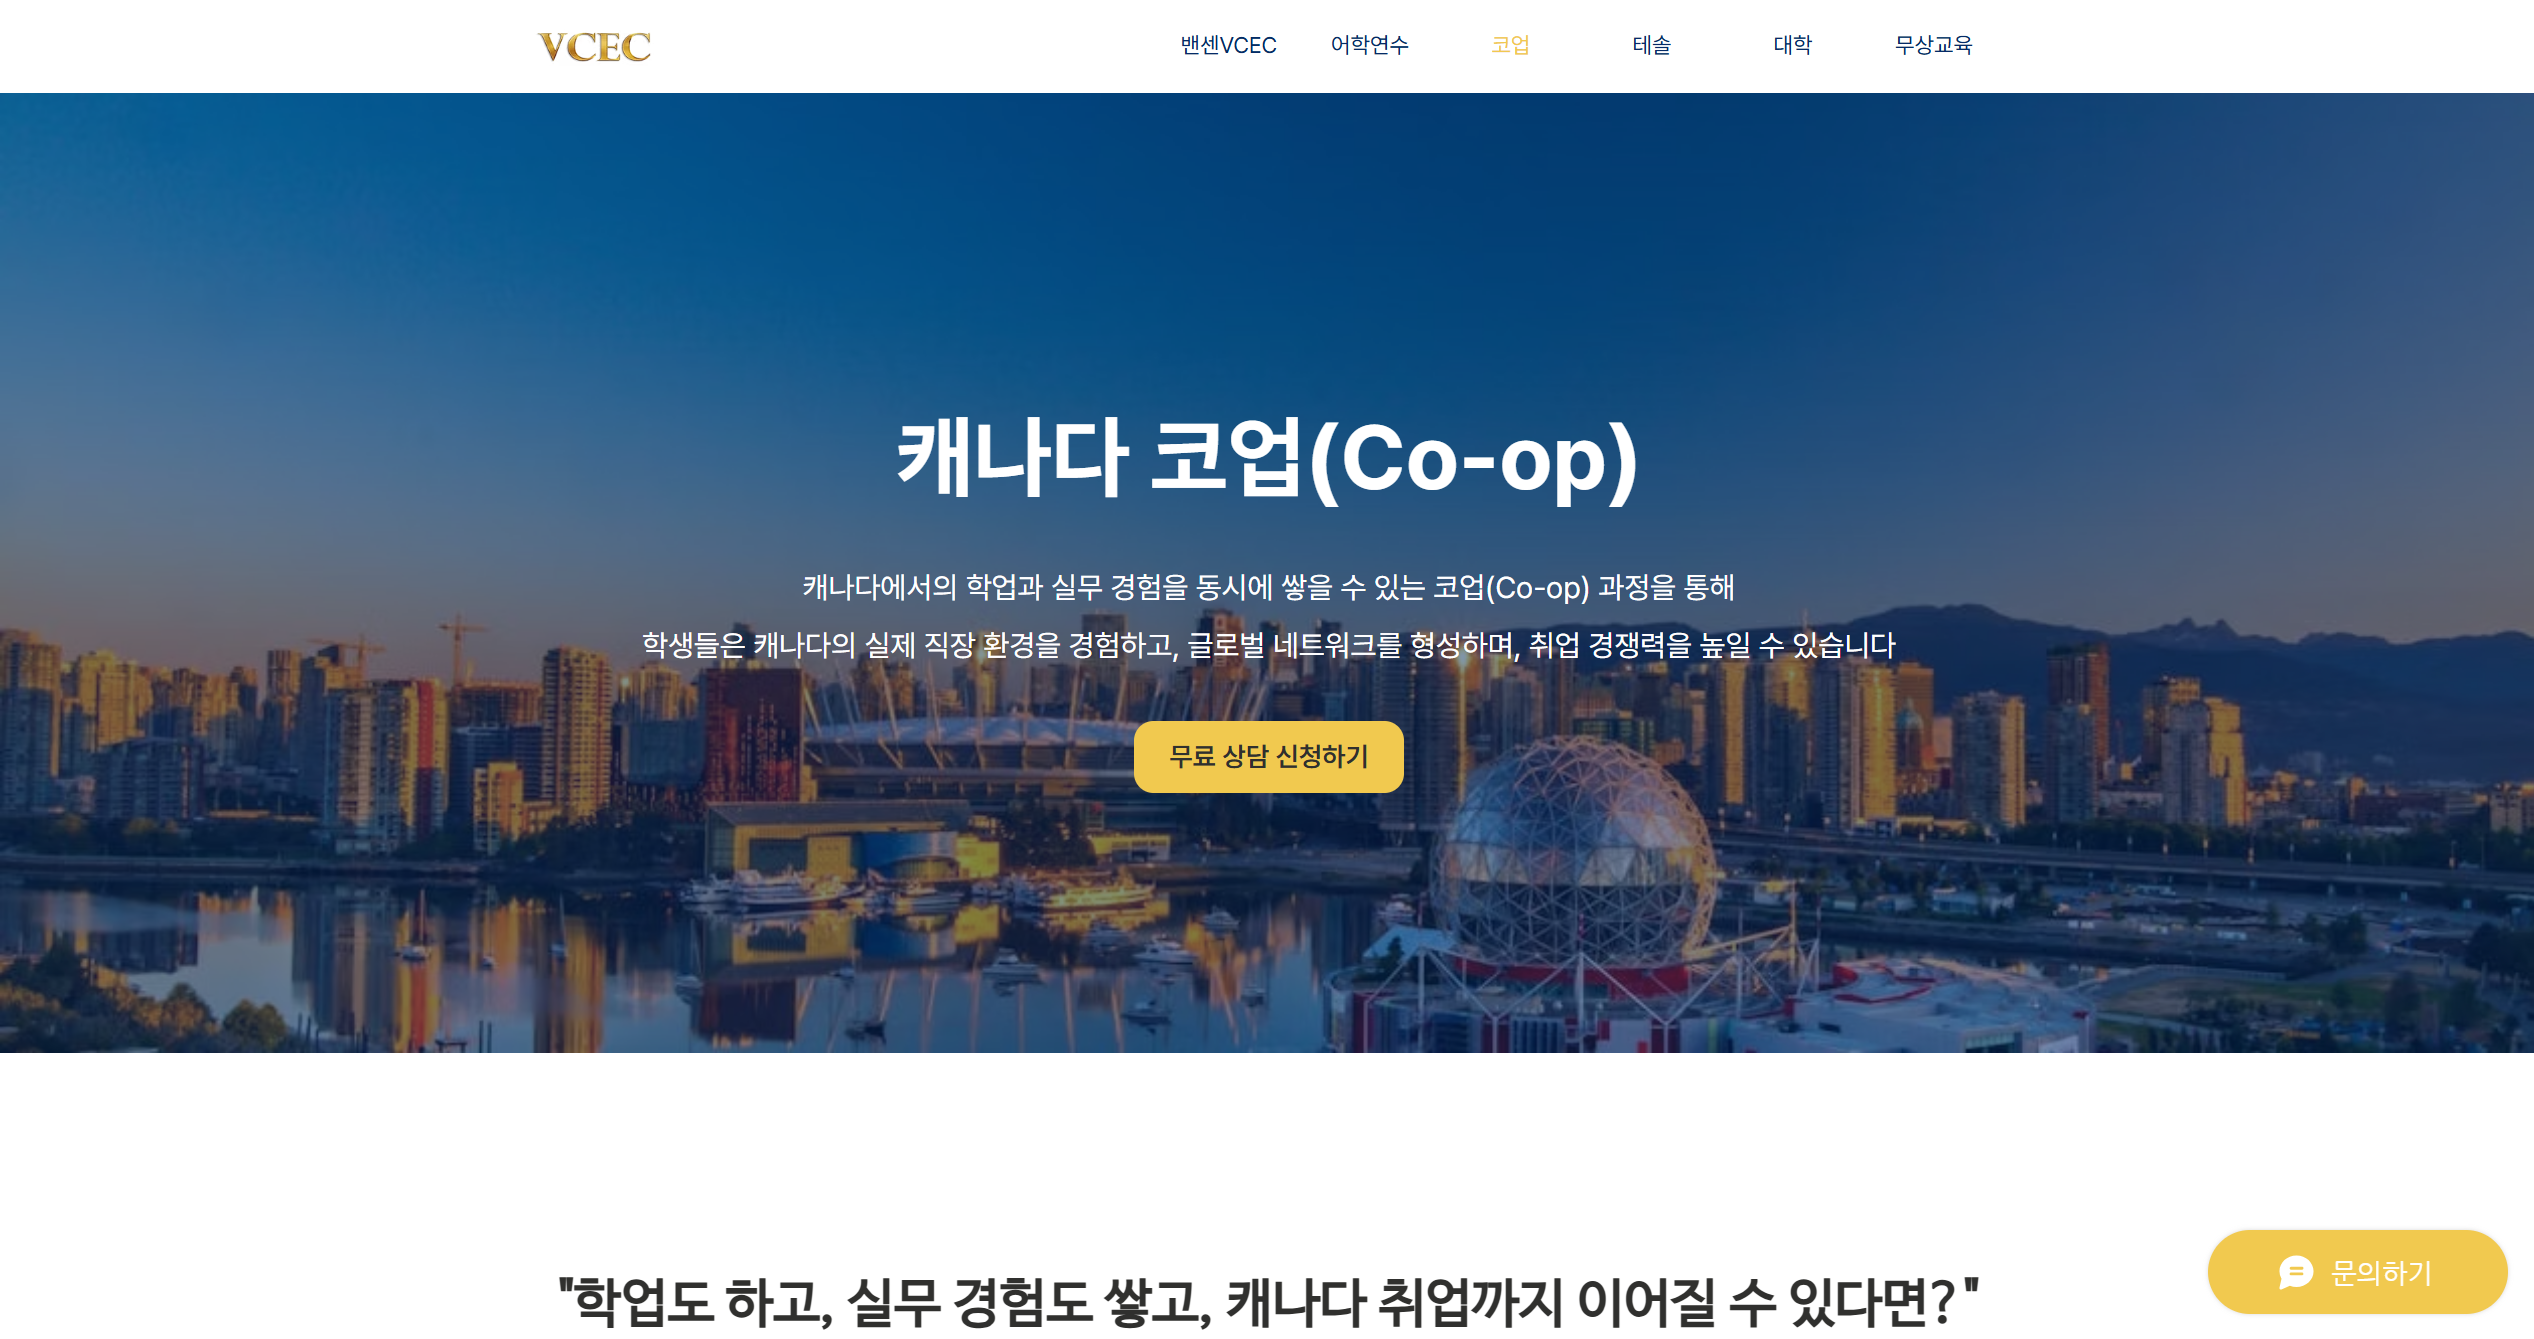 VCEC
밴센VCEC 어학연수 코업 테솔 대학 무상교육
캐나다 코업(Co-op)
캐나다에서의 학업과 실무 경험을 동시에 쌓을 수 있는 코업(Co-op) 과정을 통해
학생들은 캐나다의 실제 직장 환경을 경험하고, 글로벌 네트워크를 형성하며, 취업 경쟁력을 높일 수 있습니다
무료 상담 신청하기
"학업도 하고, 실무 경험도 쌓고, 캐나다 취업까지 이어질 수 있다면?"
문의하기